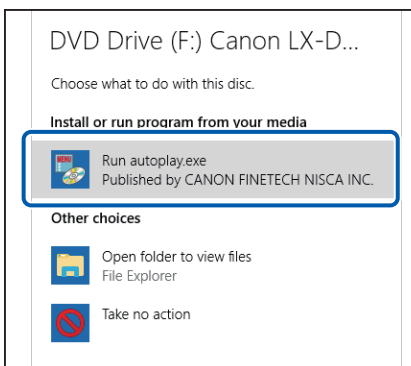 DVD Drive (F:) Canon LX-D...
Choose what to do with this disc.
Install or run program from your media
MENU
Run autoplay.exe
Published by CANON FINETECH NISCA INC.
Other choices
Open folder to view files
File Explorer
Take no action